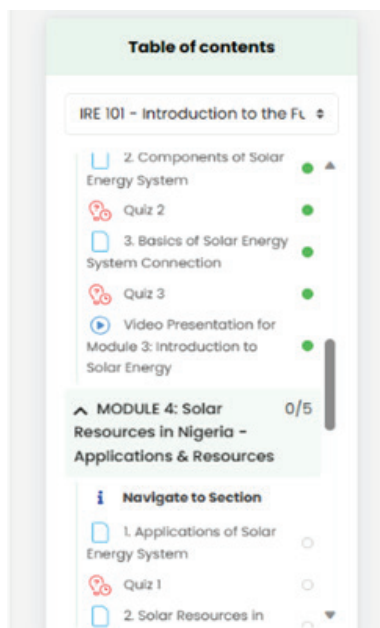 Table of contents
IRE 101 - Introduction to the Fu
2. Components of Solar
Energy System
Quiz 2
3. Basics of Solar Energy
System Connection
Quiz 3
Video Presentation for
Module 3: Introduction to
Solar Energy
MODULE 4: Solar 0/5
Resources in Nigeria -
Applications & Resources
Navigate to Section
1. Applications of Solar
Energy System
Quiz 1
2. Solar Resources in